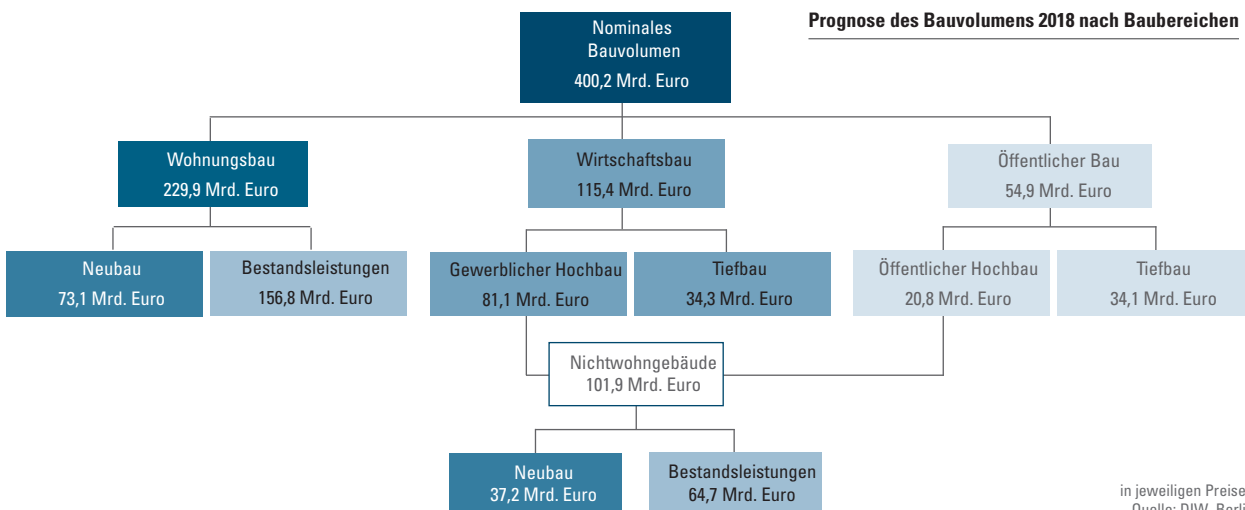 Prognose des Bauvolumens 2018 nach Baubereichen
Nominales
Bauvolumen
400,2 Mrd. Euro
Wohnungsbau
229,9 Mrd. Euro
Wirtschaftsbau
115,4 Mrd. Euro
Öffentlicher Bau
54,9 Mrd. Euro
Neubau
73,1 Mrd. Euro
Bestandsleistungen
156,8 Mrd. Euro
Gewerblicher Hochbau
81,1 Mrd. Euro
Tiefbau
34,3 Mrd. Euro
Öffentlicher Hochbau
20,8 Mrd. Euro
Tiefbau
34,1 Mrd. Euro
Nichtwohngebäude
101,9 Mrd. Euro
Neubau
37,2 Mrd. Euro
Bestandsleistungen
64,7 Mrd. Euro
in jeweiligen Preise
Quelle: DIW, Berli